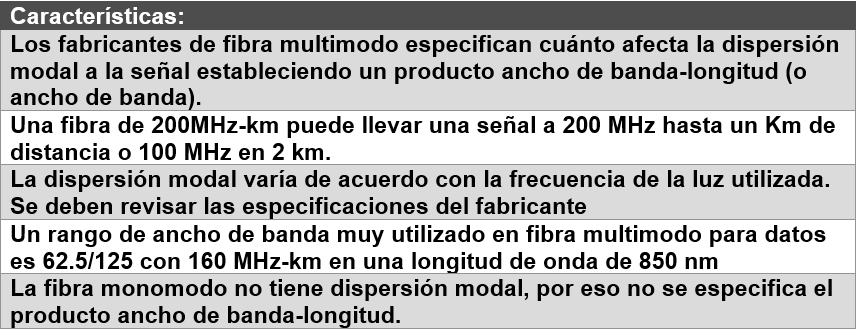 Características:
Los fabricantes de fibra multimodo especifican cuánto afecta la dispersión
modal a la señal estableciendo un producto ancho de banda-longitud (o
ancho de banda).
Una fibra de 200MHz-km puede llevar una señal a 200 MHz hasta un Km de
distancia o 100 MHz en 2 km.
La dispersión modal varía de acuerdo con la frecuencia de la luz utilizada.
Se deben revisar las especificaciones del fabricante
Un rango de ancho de banda muy utilizado en fibra multimodo para datos
es 62.5/125 con 160 MHz-km en una longitud de onda de 850 nm
La fibra monomodo no tiene dispersión modal, por eso no se especifica el
producto ancho de banda-longitud.